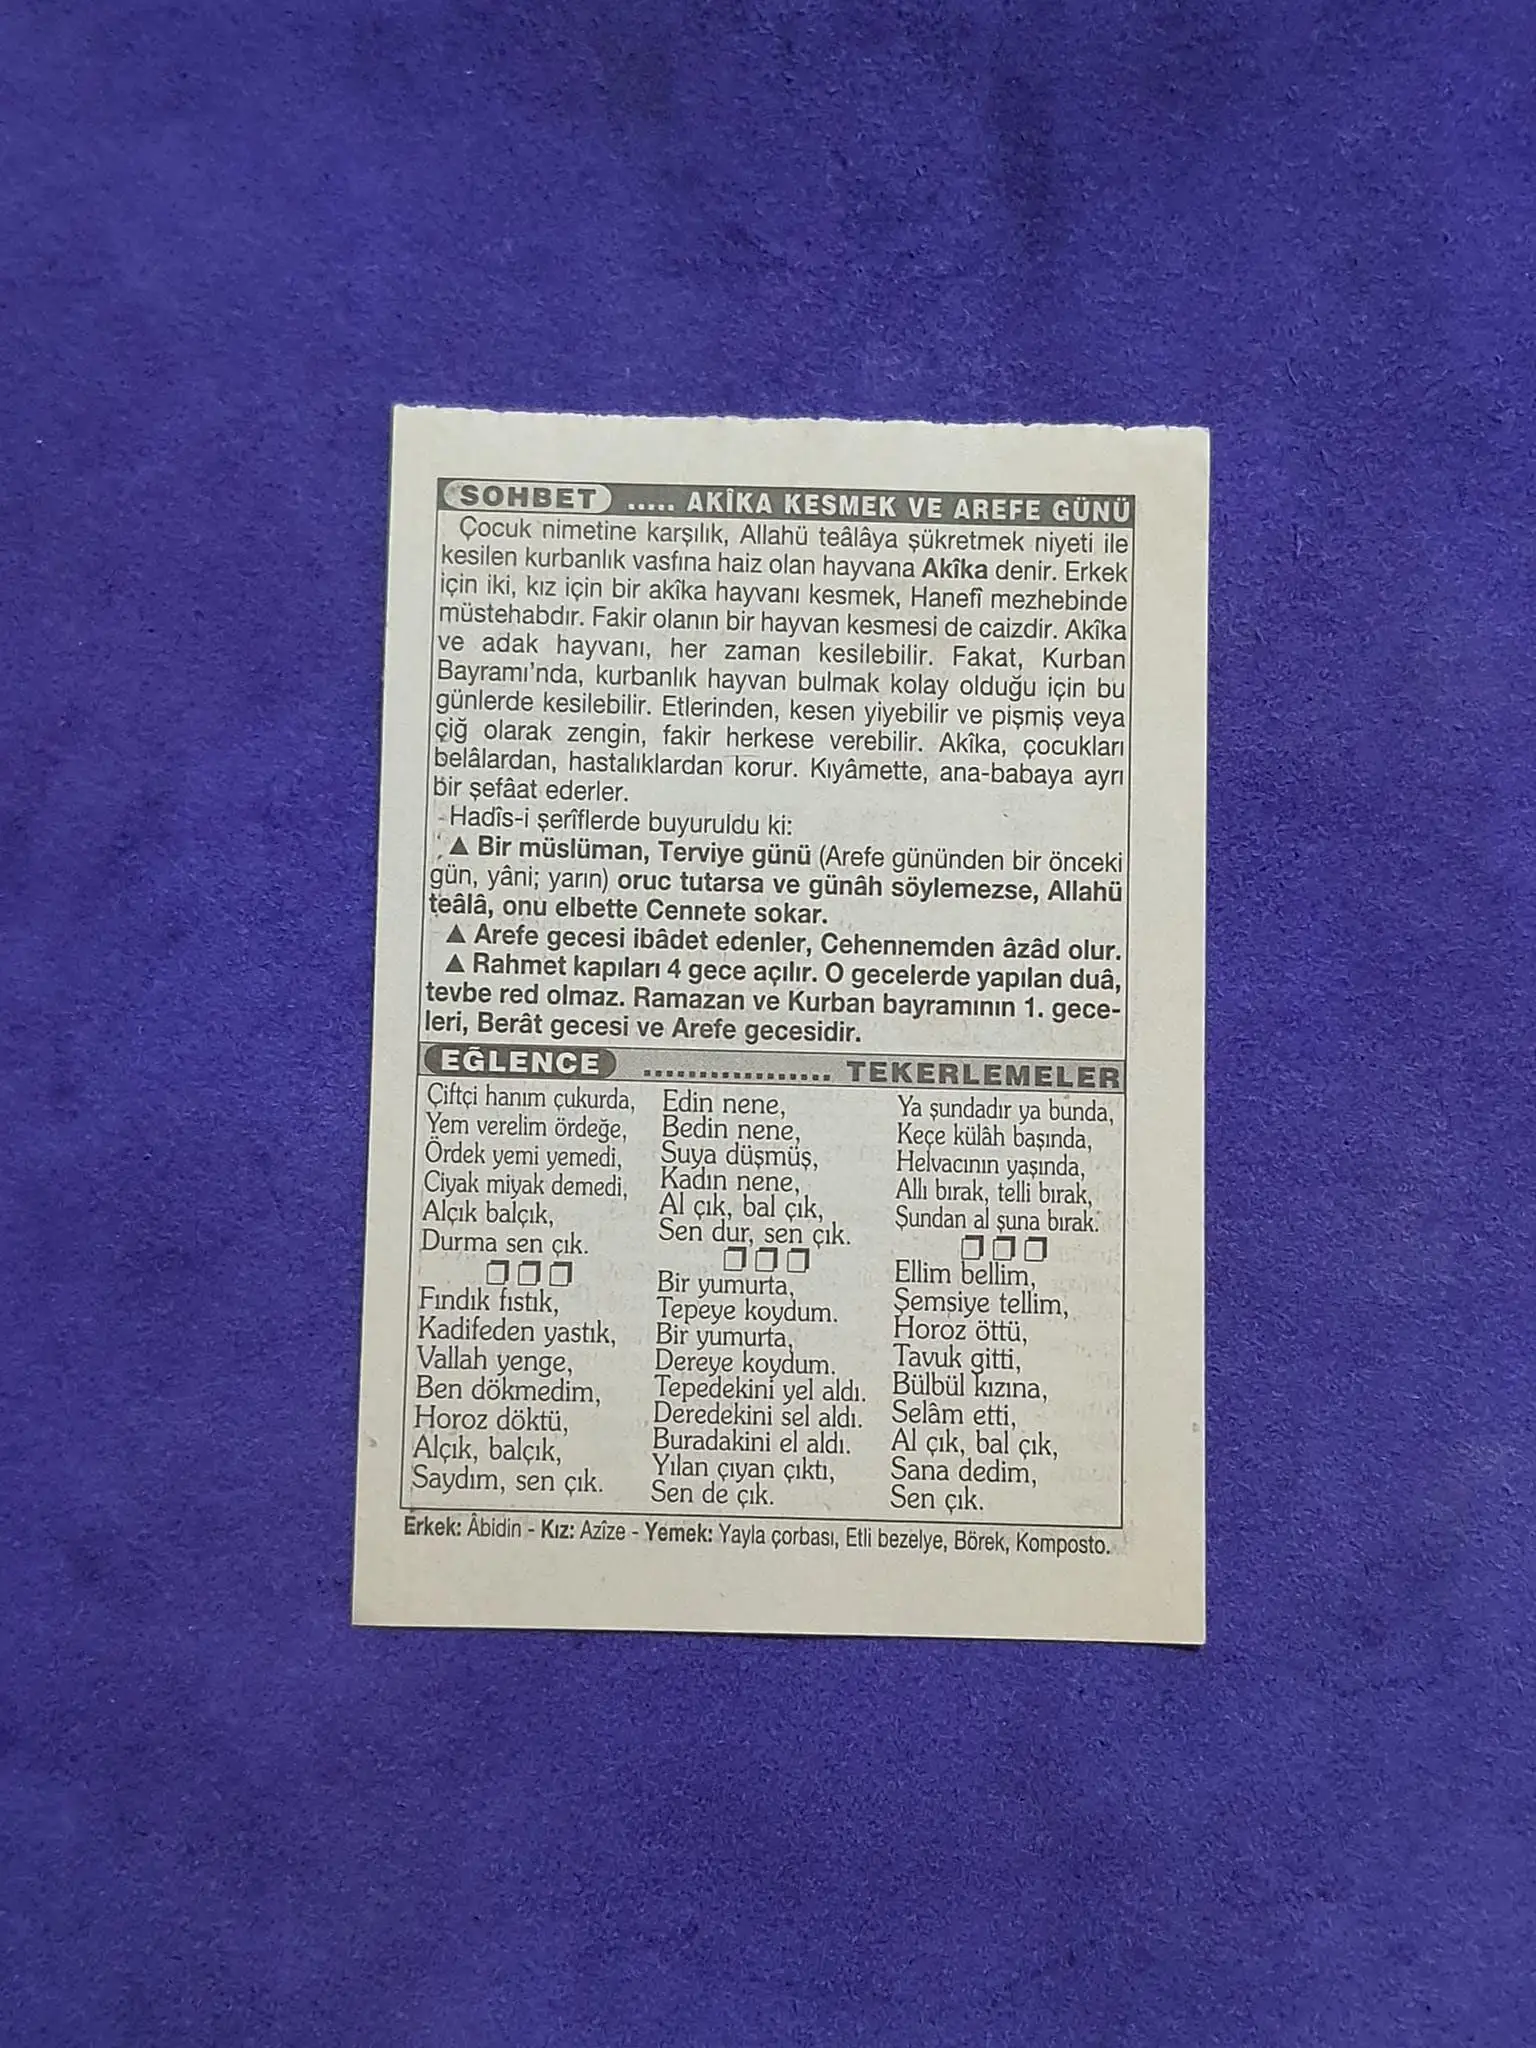 SOHBET ..... AKÎKA KESMEK VE AREFE GÜNÜ
Çocuk nimetine karşılık, Allahü teâlâya şükretmek niyeti ile
kesilen kurbanlık vasfına haiz olan hayvana Akîka denir. Erkek
için iki, kız için bir akîka hayvanı kesmek, Hanefî mezhebinde
müstehabdır. Fakir olanın bir hayvan kesmesi de caizdir. Akîka
ve adak hayvanı, her zaman kesilebilir. Fakat, Kurban
Bayramı'nda, kurbanlık hayvan bulmak kolay olduğu için bu
günlerde kesilebilir. Etlerinden, kesen yiyebilir ve pişmiş veya
çiğ olarak zengin, fakir herkese verebilir. Akîka, çocukları
belâlardan, hastalıklardan korur. Kıyâmette, ana-babaya ayrı
bir şefâat ederler.
Hadîs-i şerîflerde buyuruldu ki:
▲ Bir müslüman, Terviye günü (Arefe gününden bir önceki
gün, yâni; yarın) oruc tutarsa ve günâh söylemezse, Allahü
teâlâ, onu elbette Cennete sokar.
▲ Arefe gecesi ibâdet edenler, Cehennemden âzâd olur.
▲ Rahmet kapıları 4 gece açılır. O gecelerde yapılan duâ,
tevbe red olmaz. Ramazan ve Kurban bayramının 1. gece-
leri, Berât gecesi ve Arefe gecesidir.
EĞLENCE ................. TEKERLEMELER
Çiftçi hanım çukurda,
Yem verelim ördeğe,
Ördek yemi yemedi,
Ciyak miyak demedi,
Alçık balçık,
Durma sen çık.
❒ ❒ ❒
Fındık fıstık,
Kadifeden yastık,
Vallah yenge,
Ben dökmedim,
Horoz döktü,
Alçık, balçık,
Saydım, sen çık.
Edin nene,
Bedin nene,
Suya düşmüş,
Kadın nene,
Al çık, bal çık,
Sen dur, sen çık.
❒ ❒ ❒
Bir yumurta,
Tepeye koydum.
Bir yumurta,
Dereye koydum.
Tepedekini yel aldı.
Deredekini sel aldı.
Buradakini el aldı.
Yılan çıyan çıktı,
Sen de çık.
Ya şundadır ya bunda,
Keçe külâh başında,
Helvacının yaşında,
Allı bırak, telli bırak,
Şundan al şuna bırak.
❒ ❒ ❒
Ellim bellim,
Şemsiye tellim,
Horoz öttü,
Tavuk gitti,
Bülbül kızına,
Selâm etti,
Al çık, bal çık,
Sana dedim,
Sen çık.
Erkek: Âbidin - Kız: Azîze - Yemek: Yayla çorbası, Etli bezelye, Börek, Komposto.